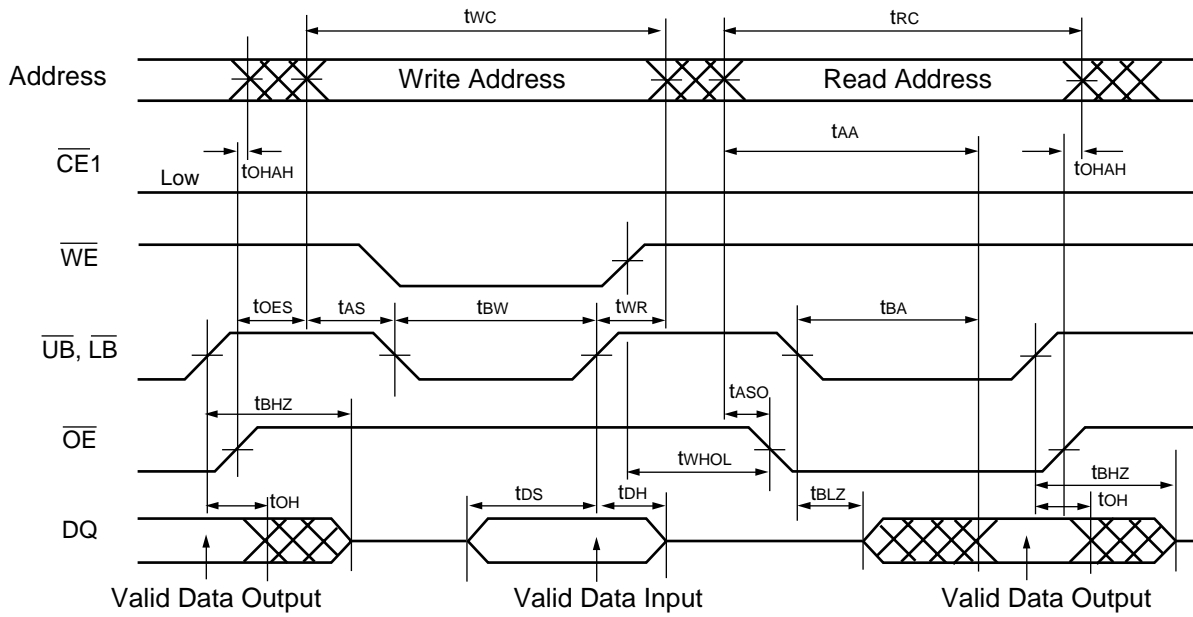 tWC
tRC
Address
Write Address
Read Address
tAA
CE1
tOHAH
tOHAH
Low
WE
tOES
tAS
tBW
tWR
tBA
UB, LB
tBHZ
tASO
OE
tWHOL
tBHZ
tOH
tDS
tDH
tBLZ
tOH
DQ
Valid Data Output
Valid Data Input
Valid Data Output